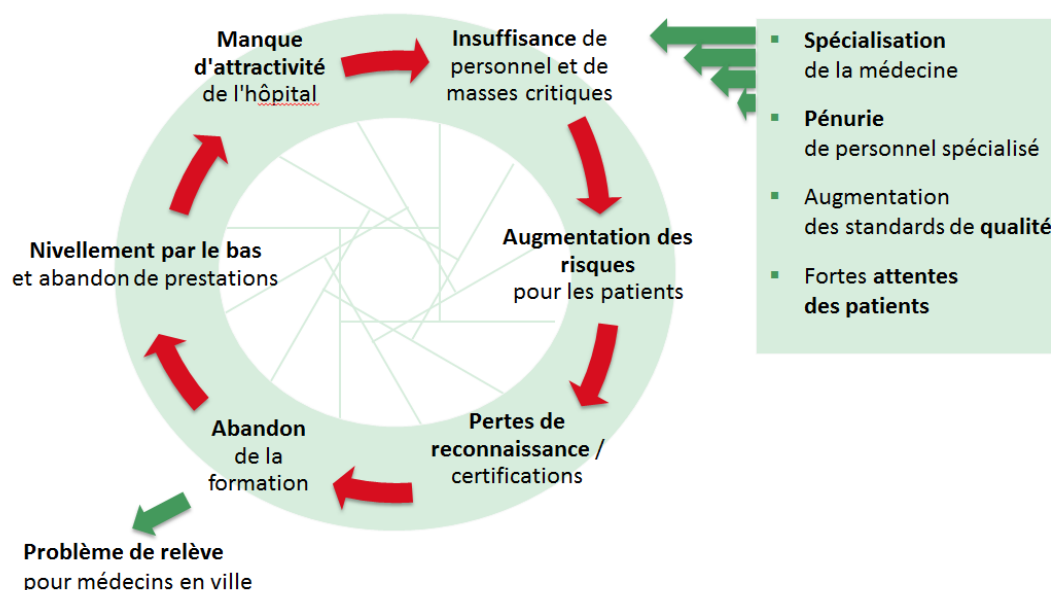 Manque
d'attractivité
de l'hôpital
Insuffisance de
personnel et de
masses critiques
Augmentation des
risques
pour les patients
Pertes de
reconnaissance /
certifications
Abandon
de la
formation
Problème de relève
pour médecins en ville
Nivellement par le bas
et abandon de prestations
▪ Spécialisation
de la médecine
▪ Pénurie
de personnel spécialisé
▪ Augmentation
des standards de qualité
▪ Fortes attentes
des patients